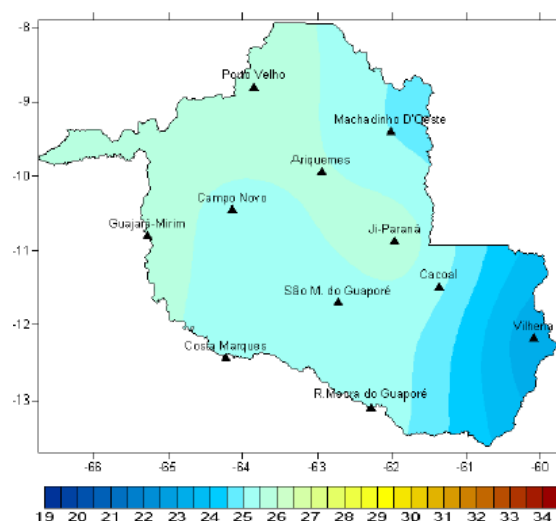 -8
Porto Velho
Machadinho D'Oeste
-9
Ariquemes
-10
Campo Novo
Guajará-Mirim
Ji-Paraná
-11
Cacoal
São M. do Guaporé
-12
Vilhena
Costa Marques
R.Moura do Guaporé
-13
-66 -65 -64 -63 -62 -61 -60
19 20 21 22 23 24 25 26 27 28 29 30 31 32 33 34